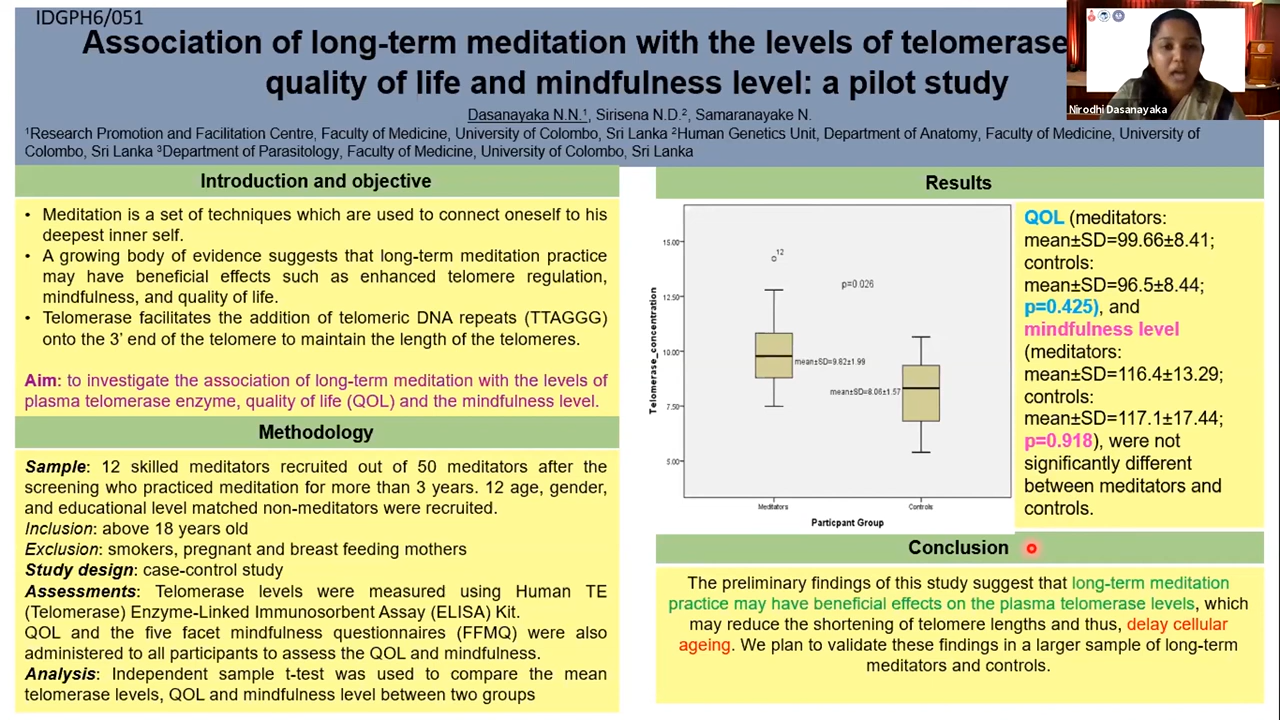 IDGPH6/051
Association of long-term meditation with the levels of telomerase
quality of life and mindfulness level: a pilot study
Dasanayaka N.N.¹, Sirisena N.D.², Samaranayake N.
¹Research Promotion and Facilitation Centre, Faculty of Medicine, University of Colombo, Sri Lanka ²Human Genetics Unit, Department of Anatomy, Faculty of Medicine, University of
Colombo, Sri Lanka ³Department of Parasitology, Faculty of Medicine, University of Colombo, Sri Lanka
Nirodhi Dasanayaka
Introduction and objective
• Meditation is a set of techniques which are used to connect oneself to his
deepest inner self.
• A growing body of evidence suggests that long-term meditation practice
may have beneficial effects such as enhanced telomere regulation,
mindfulness, and quality of life.
• Telomerase facilitates the addition of telomeric DNA repeats (TTAGGG)
onto the 3’ end of the telomere to maintain the length of the telomeres.
Aim: to investigate the association of long-term meditation with the levels of
plasma telomerase enzyme, quality of life (QOL) and the mindfulness level.
Methodology
Sample: 12 skilled meditators recruited out of 50 meditators after the
screening who practiced meditation for more than 3 years. 12 age, gender,
and educational level matched non-meditators were recruited.
Inclusion: above 18 years old
Exclusion: smokers, pregnant and breast feeding mothers
Study design: case-control study
Assessments: Telomerase levels were measured using Human TE
(Telomerase) Enzyme-Linked Immunosorbent Assay (ELISA) Kit.
QOL and the five facet mindfulness questionnaires (FFMQ) were also
administered to all participants to assess the QOL and mindfulness.
Analysis: Independent sample t-test was used to compare the mean
telomerase levels, QOL and mindfulness level between two groups
Results
Telomerase_concentration
15.00
12.50
10.00
7.50
5.00
12
p=0.026
mean±SD=9.82±1.99
mean±SD=8.06±1.57
Meditators
Controls
Particpant Group
QOL (meditators:
mean±SD=99.66±8.41;
controls:
mean±SD=96.5±8.44;
p=0.425), and
mindfulness level
(meditators:
mean±SD=116.4±13.29;
controls:
mean±SD=117.1±17.44;
p=0.918), were not
significantly different
between meditators and
controls.
Conclusion
The preliminary findings of this study suggest that long-term meditation
practice may have beneficial effects on the plasma telomerase levels, which
may reduce the shortening of telomere lengths and thus, delay cellular
ageing. We plan to validate these findings in a larger sample of long-term
meditators and controls.